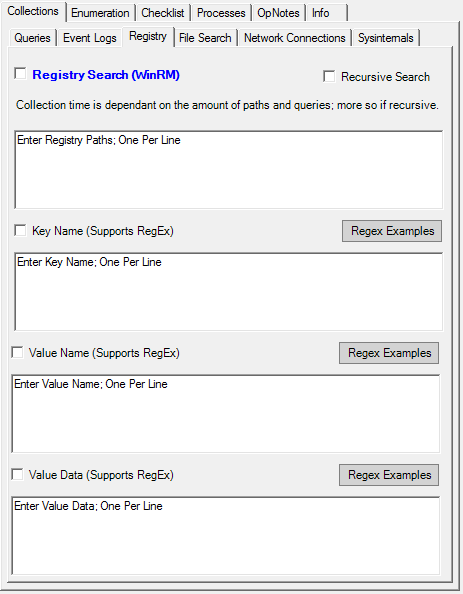 Collections Enumeration Checklist Processes OpNotes Info
Queries Event Logs Registry File Search Network Connections Sysinternals
Registry Search (WinRM) Recursive Search
Collection time is dependant on the amount of paths and queries; more so if recursive.
Enter Registry Paths; One Per Line
Key Name (Supports RegEx) Regex Examples
Enter Key Name; One Per Line
Value Name (Supports RegEx) Regex Examples
Enter Value Name; One Per Line
Value Data (Supports RegEx) Regex Examples
Enter Value Data; One Per Line